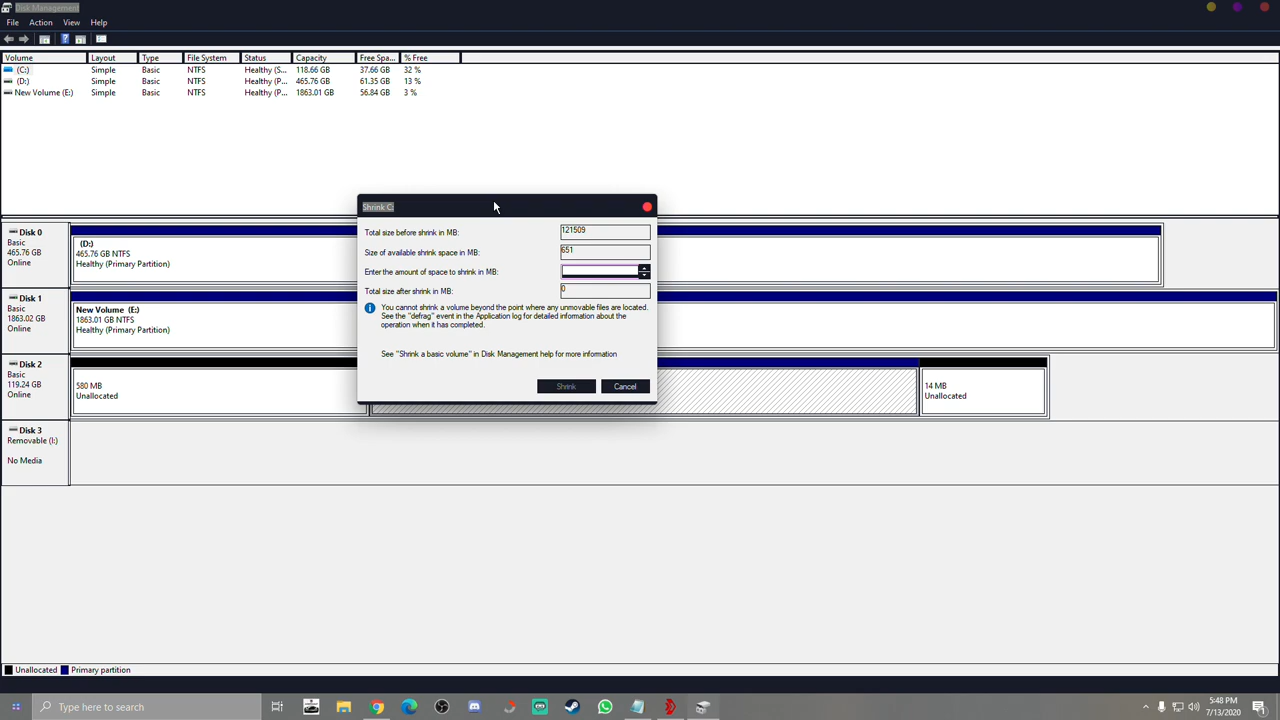 Disk Management
File Action View Help
Volume Layout Type File System Status Capacity Free Spa... % Free
(C:) Simple Basic NTFS Healthy (S... 118.66 GB 37.66 GB 32 %
(D:) Simple Basic NTFS Healthy (P... 465.76 GB 61.35 GB 13 %
New Volume (E:) Simple Basic NTFS Healthy (P... 1863.01 GB 56.84 GB 3 %
Shrink C:
Total size before shrink in MB: 121509
Size of available shrink space in MB: 651
Enter the amount of space to shrink in MB:
Total size after shrink in MB: 0
You cannot shrink a volume beyond the point where any unmovable files are located.
See the "defrag" event in the Application log for detailed information about the
operation when it has completed.
See "Shrink a basic volume" in Disk Management help for more information
Shrink Cancel
Disk 0
Basic
465.76 GB
Online
(D:)
465.76 GB NTFS
Healthy (Primary Partition)
Disk 1
Basic
1863.02 GB
Online
New Volume (E:)
1863.01 GB NTFS
Healthy (Primary Partition)
Disk 2
Basic
119.24 GB
Online
580 MB
Unallocated
14 MB
Unallocated
Disk 3
Removable (I:)
No Media
Unallocated Primary partition
Type here to search
5:48 PM
7/13/2020
1